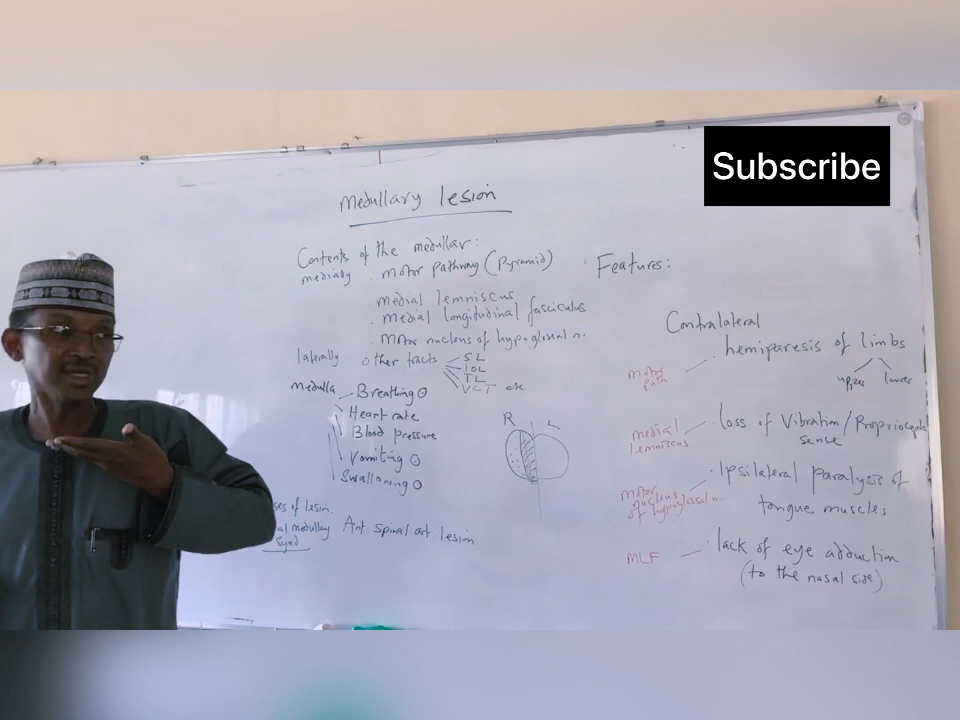 Subscribe
Medullary lesion
Contents of the medullar:
medially . motor pathway (pyramid)
. medial lemniscus
. medial longitudinal fasciculus
. motor nucleus of hypoglossal n.
laterally other tracts SL
IOL
TL
VCT
medulla Breathing
Heart rate
Blood pressure
Vomiting
Swallowing
ses of lesion.
al medullary Ant spinal art lesion
Synd
R L
Features:
Contralateral
motor path . hemiparesis of limbs
upper lower
medial lemniscus . loss of Vibration/Proprioceptn
sense
motor nucleus of hypoglossal n. . Ipsilateral paralysis of
tongue muscles
MLF . lack of eye adduction
(to the nasal side)